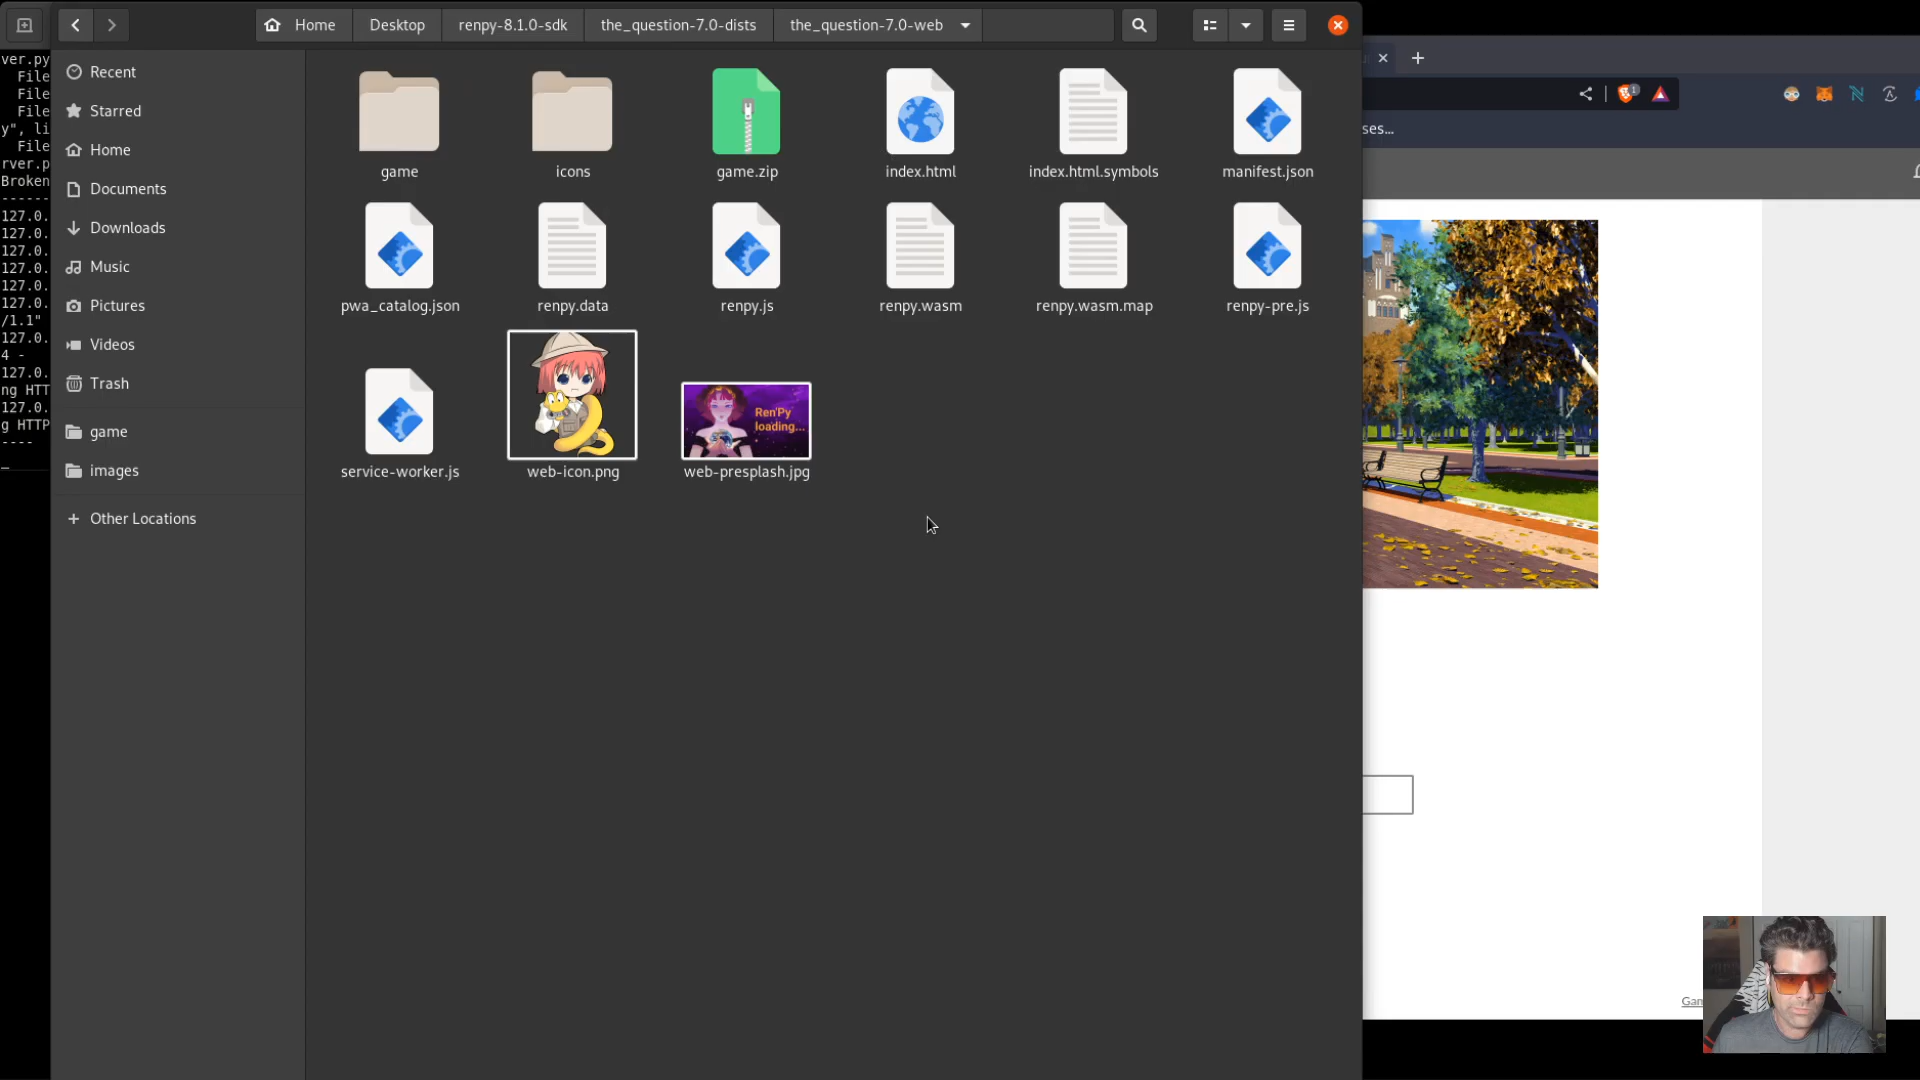 Home
Desktop
renpy-8.1.0-sdk
the_question-7.0-dists
the_question-7.0-web
Recent
Starred
Home
Documents
Downloads
Music
Pictures
Videos
Trash
game
images
Other Locations
game
icons
game.zip
index.html
index.html.symbols
manifest.json
pwa_catalog.json
renpy.data
renpy.js
renpy.wasm
renpy.wasm.map
renpy-pre.js
Ren'Py
loading...
service-worker.js
web-icon.png
web-presplash.jpg
ver.py
File
File
File
y", li
File
rver.p
Broken
------
127.0.
127.0.
127.0.
127.0.
127.0.
127.0.
/1.1"
127.0.
4 -
127.0.
ng HTT
127.0.
g HTTP
----
ses...
1
Gam